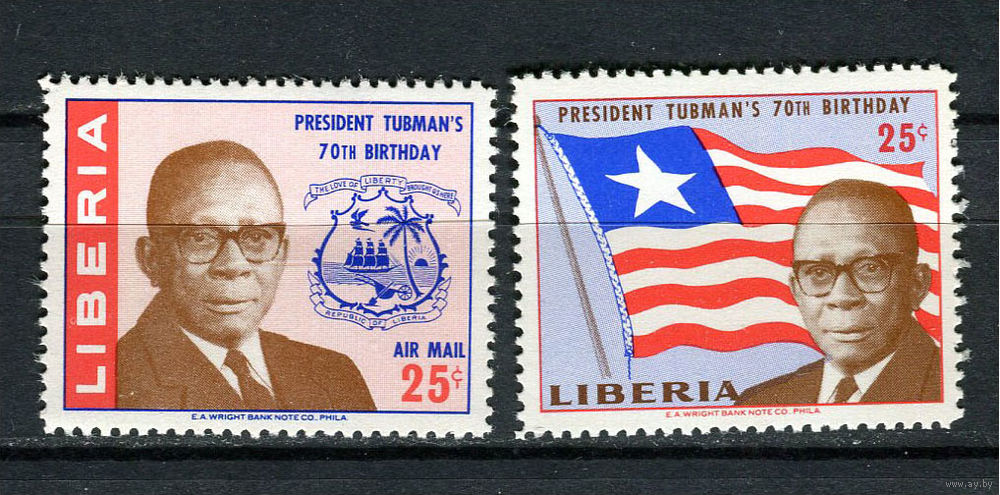 LIBERIA
PRESIDENT TUBMAN'S
70TH BIRTHDAY
THE LOVE OF LIBERTY BROUGHT US HERE
REPUBLIC OF LIBERIA
AIR MAIL
25¢
E.A. WRIGHT BANK NOTE CO., PHILA.
PRESIDENT TUBMAN'S 70TH BIRTHDAY
25¢
LIBERIA
E.A. WRIGHT BANK NOTE CO., PHILA.
www.ay.by